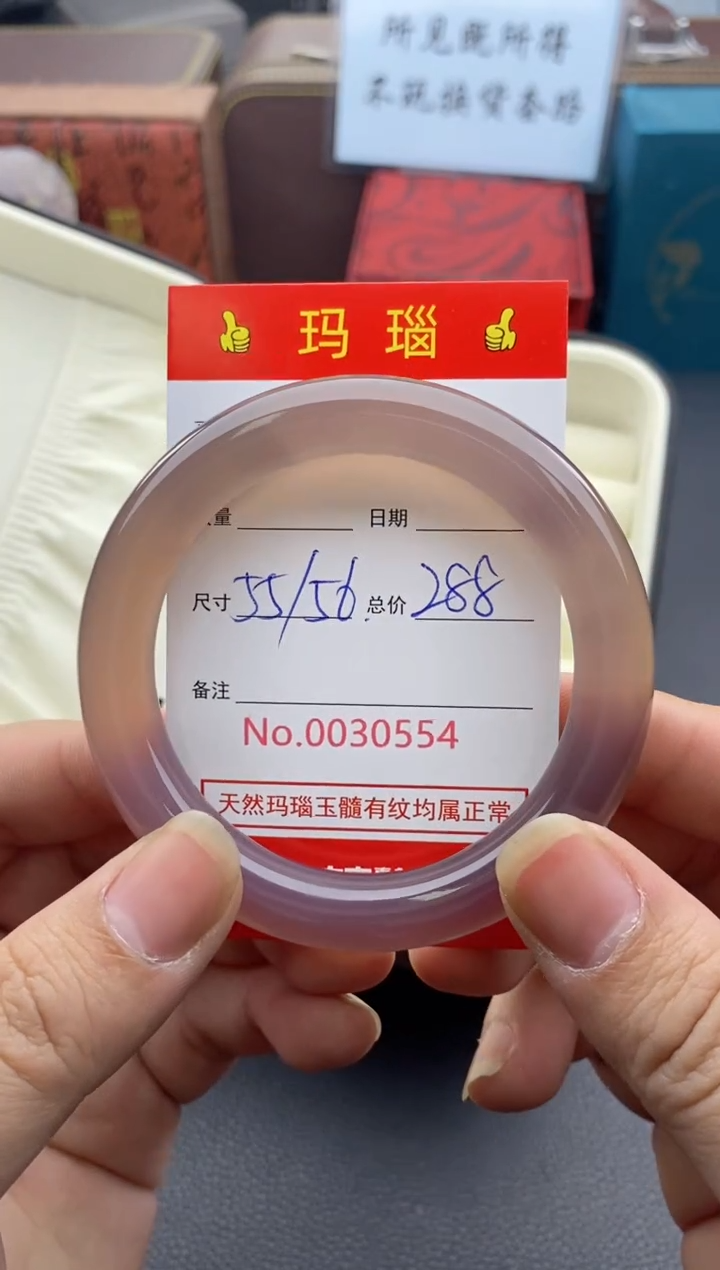 所见既所得
不玩换货套路
玛瑙
量 日期
尺寸 55/56 总价 288
备注
No.0030554
天然玛瑙玉髓有纹均属正常